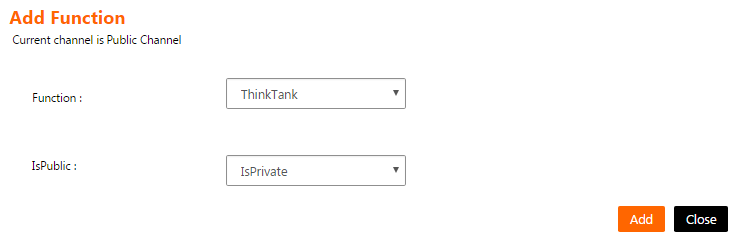 Add Function
Current channel is Public Channel
Function : ThinkTank
IsPublic : IsPrivate
Add Close